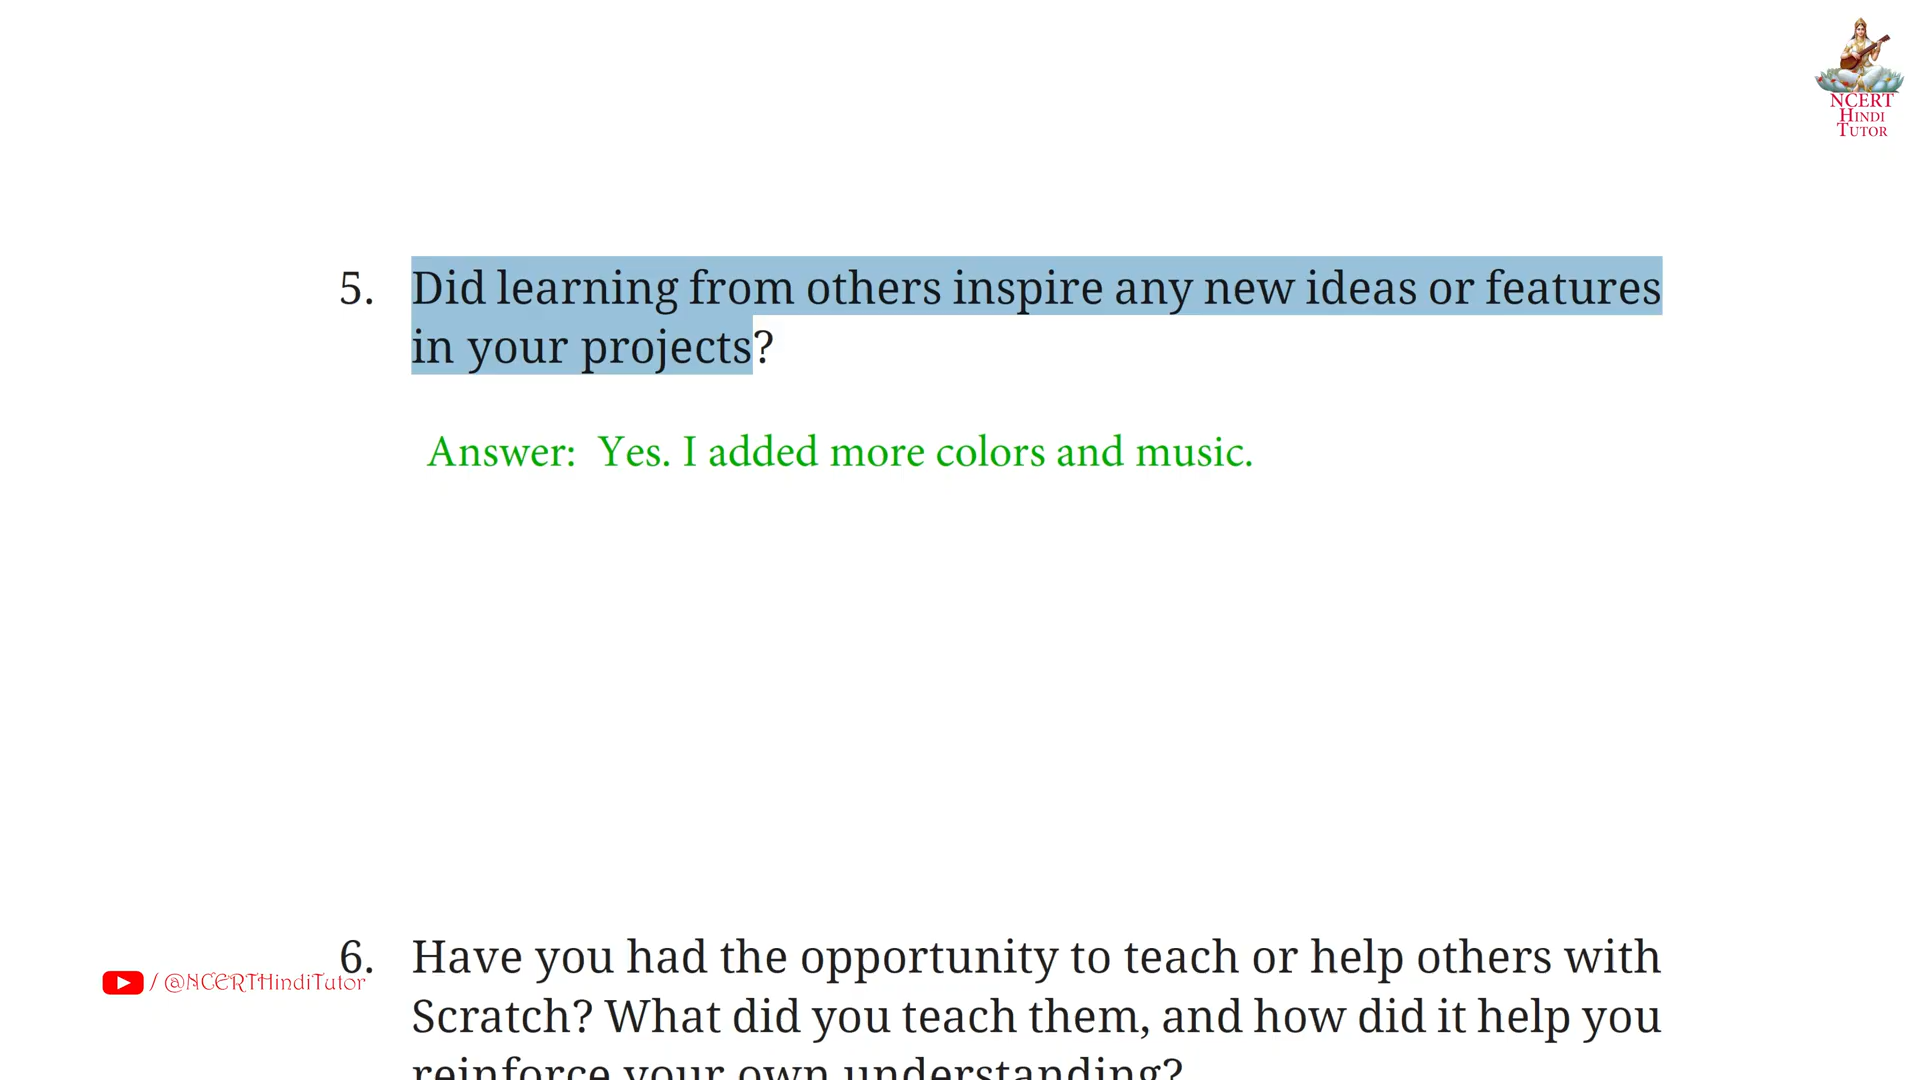 NCERT
HINDI
TUTOR
5. Did learning from others inspire any new ideas or features
in your projects?
Answer: Yes. I added more colors and music.
6. Have you had the opportunity to teach or help others with
/ @NCERTHindiTutor
Scratch? What did you teach them, and how did it help you
reinforce your own understanding?